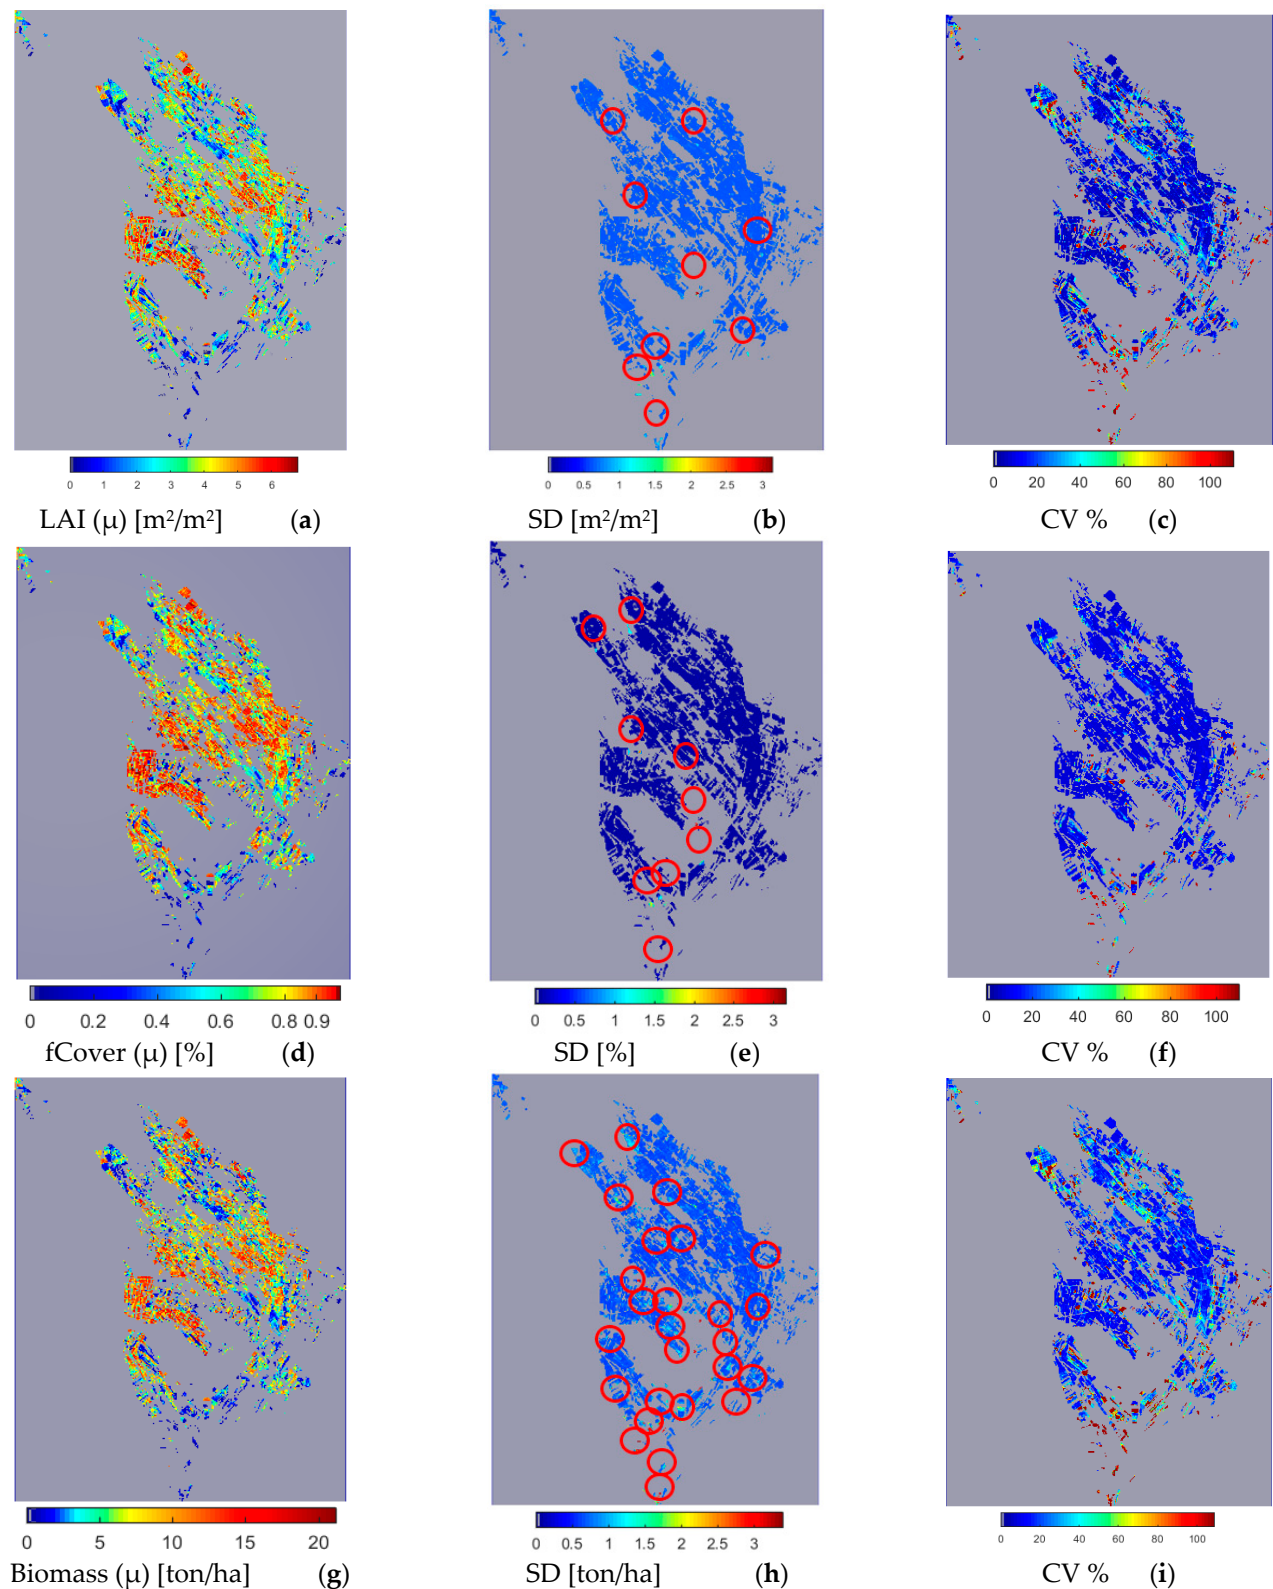 0 1 2 3 4 5 6
LAI (μ) [m²/m²] (a)
0 0.5 1 1.5 2 2.5 3
SD [m²/m²] (b)
0 20 40 60 80 100
CV % (c)
0 0.2 0.4 0.6 0.8 0.9
fCover (μ) [%] (d)
0 0.5 1 1.5 2 2.5 3
SD [%] (e)
0 20 40 60 80 100
CV % (f)
0 5 10 15 20
Biomass (μ) [ton/ha] (g)
0 0.5 1 1.5 2 2.5 3
SD [ton/ha] (h)
0 20 40 60 80 100
CV % (i)